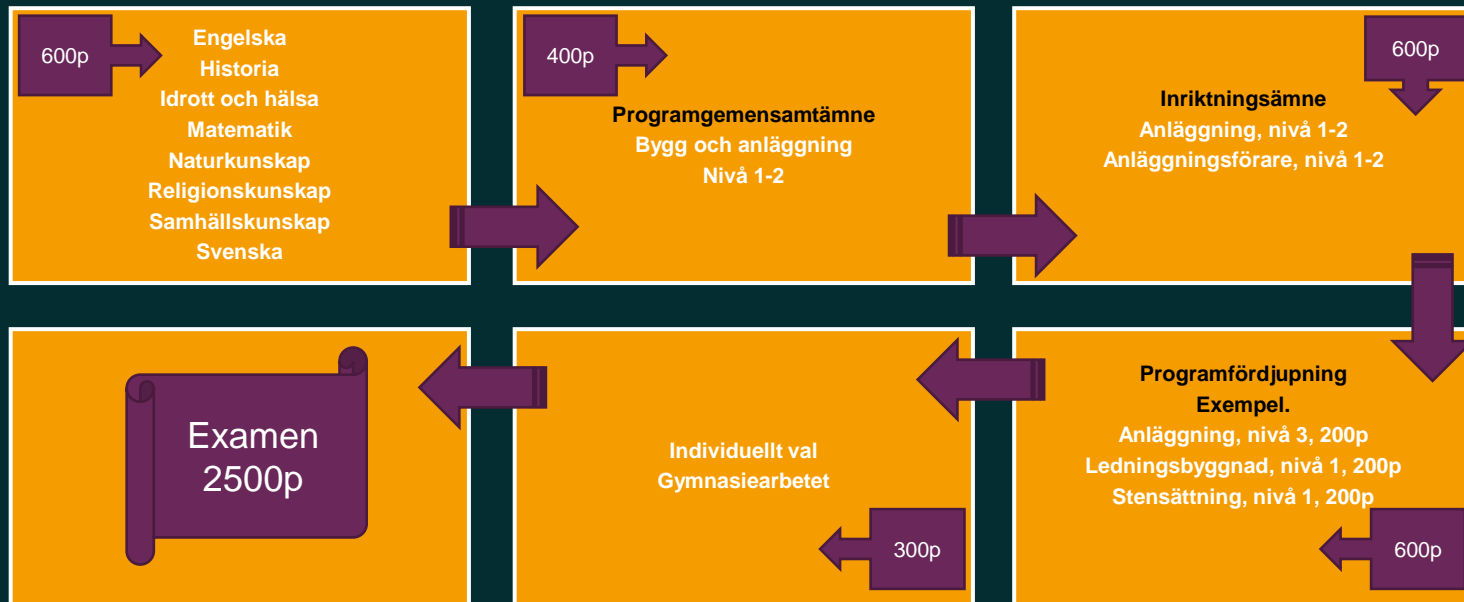 600p
Engelska
Historia
Idrott och hälsa
Matematik
Naturkunskap
Religionskunskap
Samhällskunskap
Svenska
400p
Programgemensamtämne
Bygg och anläggning
Nivå 1-2
600p
Inriktningsämne
Anläggning, nivå 1-2
Anläggningsförare, nivå 1-2
Programfördjupning
Exempel.
Anläggning, nivå 3, 200p
Ledningsbyggnad, nivå 1, 200p
Stensättning, nivå 1, 200p
600p
Individuellt val
Gymnasiearbetet
300p
Examen
2500p